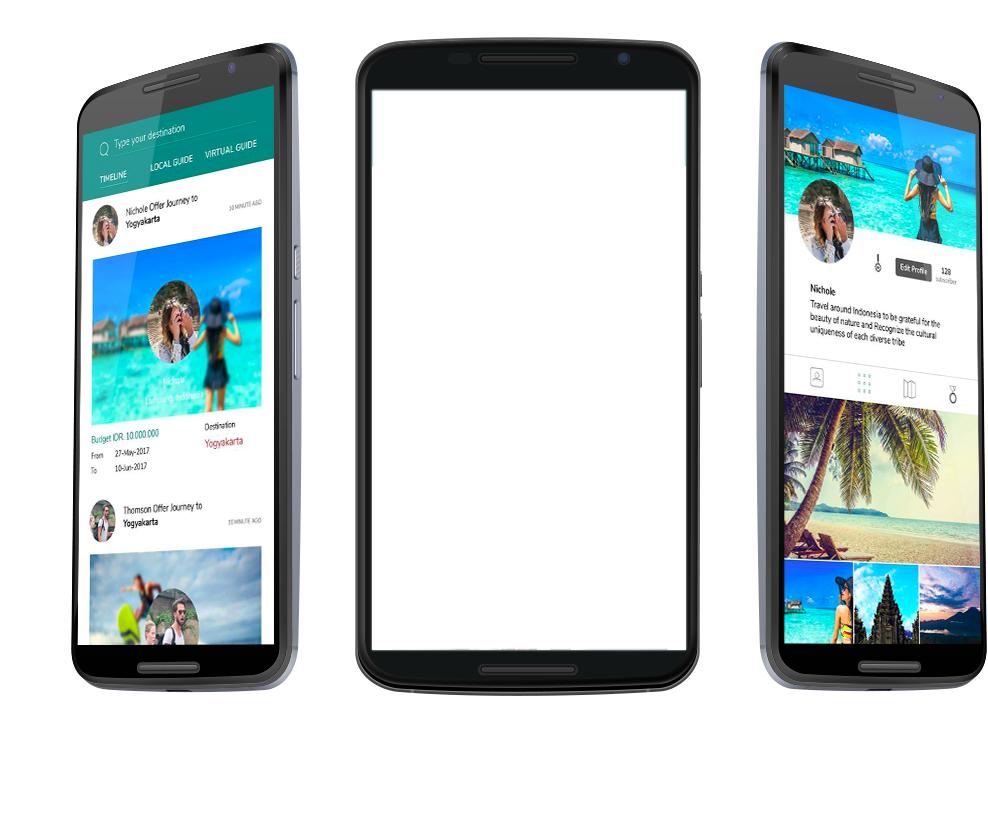 Type your destination
TIMELINE
LOCAL GUIDE
VIRTUAL GUIDE
Nichole Offer Journey to
Yogyakarta
10 MINUTE AGO
Nichole
Lampung, Indonesia
Budget IDR. 10.000.000
From 27-May-2017
To 10-Jun-2017
Destination
Yogyakarta
Thomson Offer Journey to
Yogyakarta
10 MINUTE AGO
Edit Profile
128
subscriber
Nichole
Travel around Indonesia to be grateful for the
beauty of nature and Recognize the cultural
uniqueness of each diverse tribe